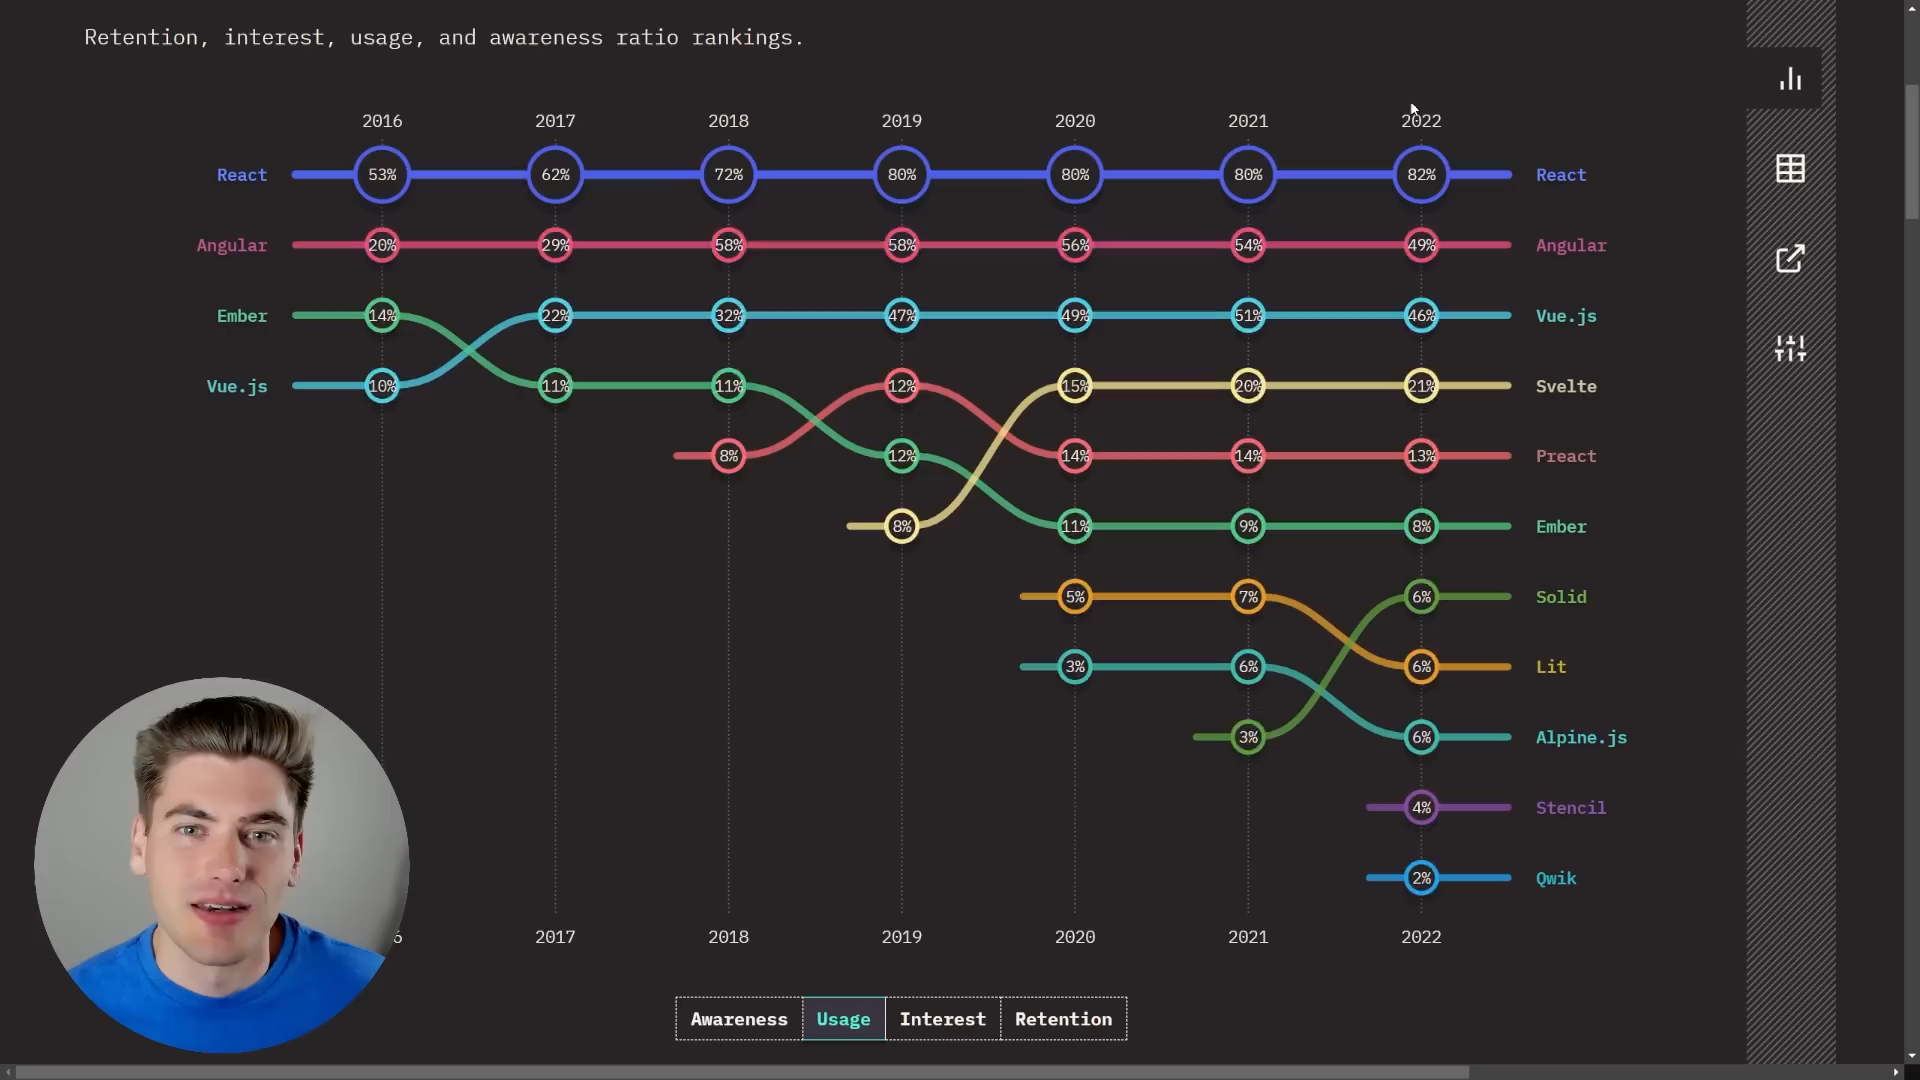 Retention, interest, usage, and awareness ratio rankings.
2016 2017 2018 2019 2020 2021 2022
React 53% 62% 72% 80% 80% 80% 82% React
Angular 20% 29% 58% 58% 56% 54% 49% Angular
Ember 14% 22% 32% 47% 49% 51% 46% Vue.js
Vue.js 10% 11% 11% 12% 15% 20% 21% Svelte
8% 12% 14% 14% 13% Preact
8% 11% 9% 8% Ember
5% 7% 6% Solid
3% 6% 6% Lit
3% 6% Alpine.js
4% Stencil
2% Qwik
6 2017 2018 2019 2020 2021 2022
Awareness Usage Interest Retention